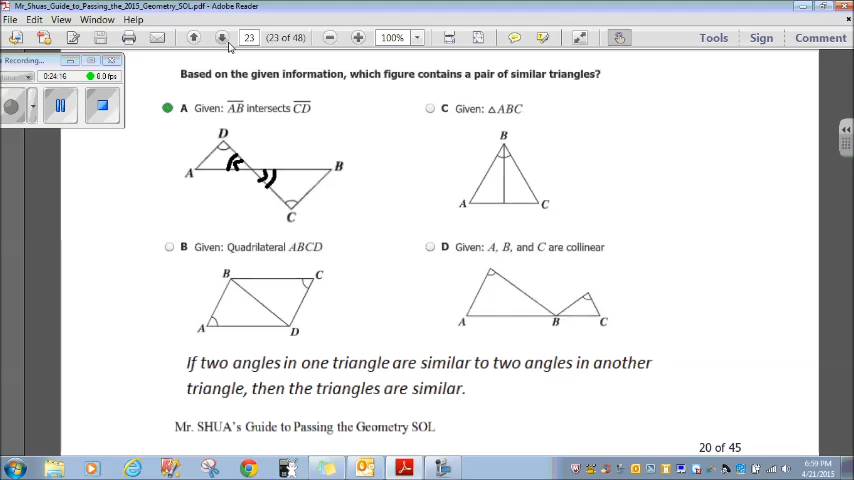 Mr_Shuas_Guide_to_Passing_the_2015_Geometry_SOL.pdf - Adobe Reader
File Edit View Window Help
23 (23 of 48) 100% Tools Sign Comment
Recording...
0:24:16 8.0 fps
Based on the given information, which figure contains a pair of similar triangles?
A Given: AB intersects CD
C Given: △ABC
D
B
A
B
C
A
C
B Given: Quadrilateral ABCD
D Given: A, B, and C are collinear
B
C
A
D
A
B
C
If two angles in one triangle are similar to two angles in another
triangle, then the triangles are similar.
Mr. SHUA's Guide to Passing the Geometry SOL
20 of 45
6:59 PM
4/21/2015